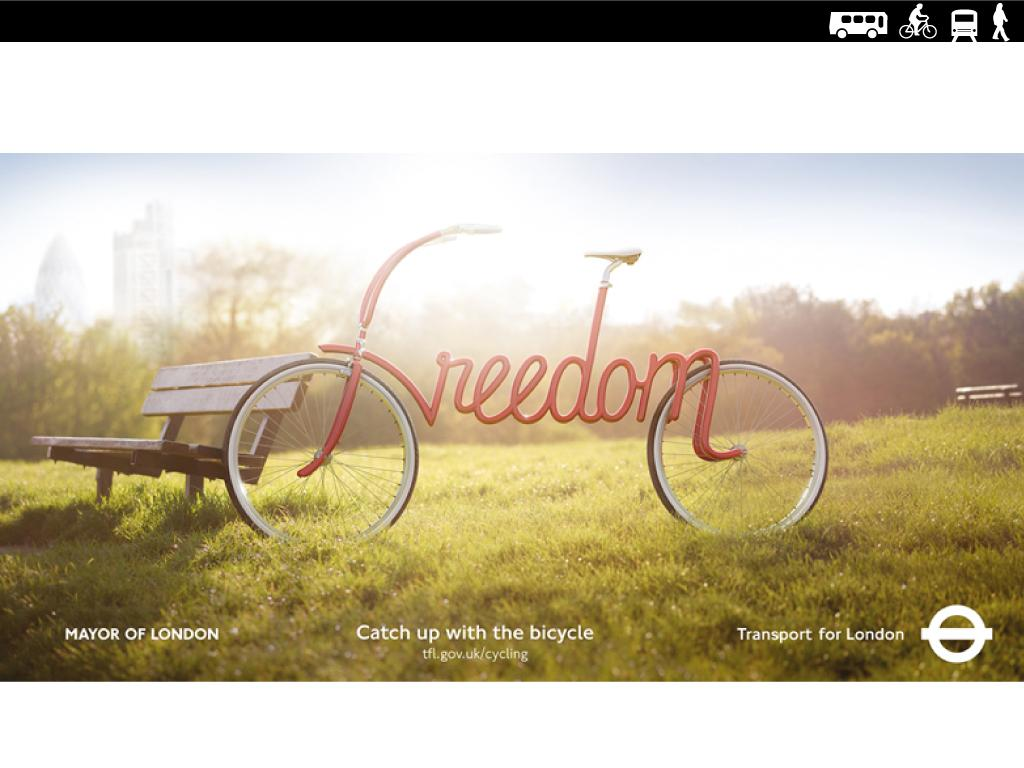 freedom
MAYOR OF LONDON
Catch up with the bicycle
tfl.gov.uk/cycling
Transport for London